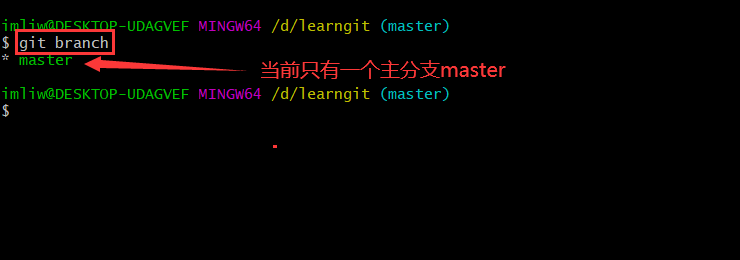 imliw@DESKTOP-UDAGVEF MINGW64 /d/learngit (master)
$ git branch
* master
当前只有一个主分支master
imliw@DESKTOP-UDAGVEF MINGW64 /d/learngit (master)
$